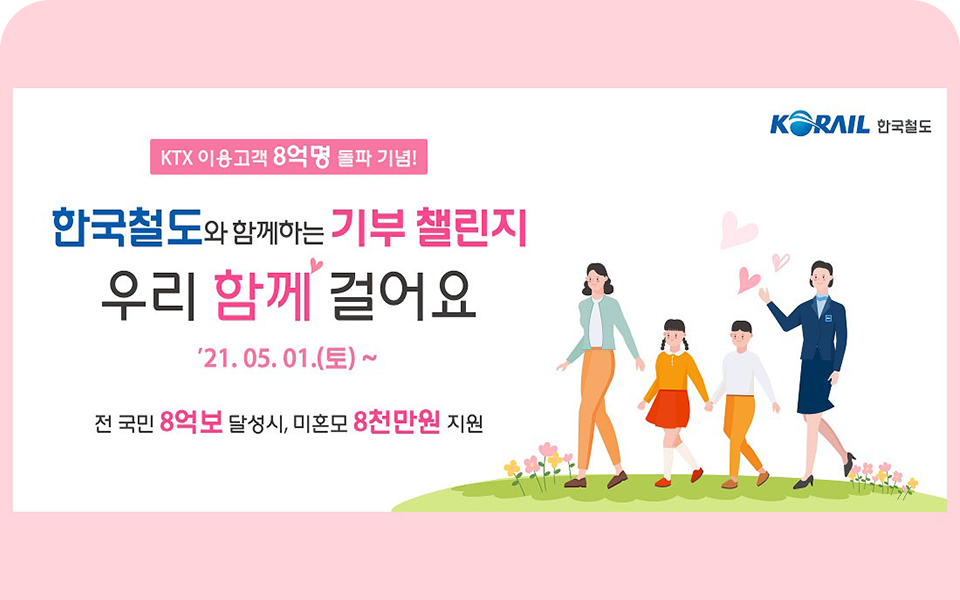 KORAIL 한국철도
KTX 이용고객 8억명 돌파 기념!
한국철도와 함께하는 기부 챌린지
우리 함께 걸어요
'21. 05. 01.(토) ~
전 국민 8억보 달성시, 미혼모 8천만원 지원